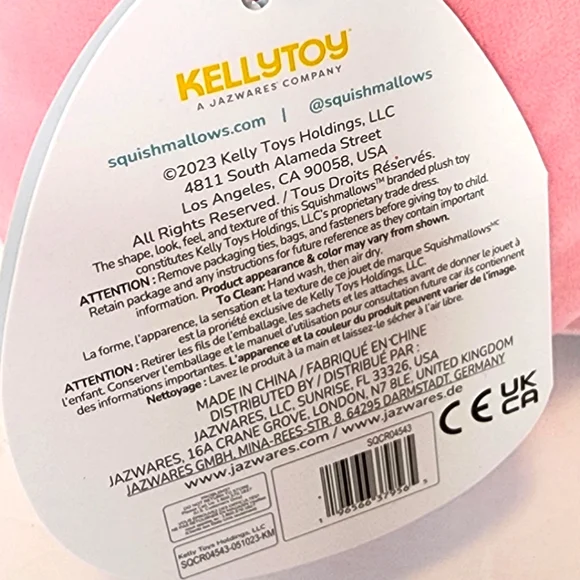 KELLYTOY
A JAZWARES COMPANY
squishmallows.com | @squishmallows
©2023 Kelly Toys Holdings, LLC
4811 South Alameda Street
Los Angeles, CA 90058, USA
All Rights Reserved. / Tous Droits Réservés.
The shape, look, feel, and texture of this Squishmallows™ branded plush toy
constitutes Kelly Toys Holdings, LLC's proprietary trade dress.
ATTENTION : Remove packaging ties, bags, and fasteners before giving toy to child.
Retain package and any instructions for future reference as they contain important
information. Product appearance & color may vary from shown.
To Clean: Hand wash, then air dry.
La forme, l'apparence, la sensation et la texture de ce jouet de marque Squishmallows MC
est la propriété exclusive de Kelly Toys Holdings, LLC.
ATTENTION : Retirer les fils de l'emballage, les sachets et les attaches avant de donner le jouet à
l'enfant. Conserver l'emballage et le manuel d'utilisation pour consultation future car ils contiennent
des informations importantes. L'apparence et la couleur du produit peuvent varier de l'image.
Nettoyage : Lavez le produit à la main et laissez-le sécher à l'air libre.
MADE IN CHINA / FABRIQUÉ EN CHINE
DISTRIBUTED BY / DISTRIBUÉ PAR :
JAZWARES, LLC, SUNRISE, FL 33326, USA
JAZWARES, 16A CRANE GROVE, LONDON, N7 8LE, UNITED KINGDOM
JAZWARES GMBH, MINA-REES-STR. 8, 64295 DARMSTADT, GERMANY
www.jazwares.com / www.jazwares.de
CE UK CA
SQCR04543
Kelly Toys Holdings, LLC
SQCR04543-051023-KM